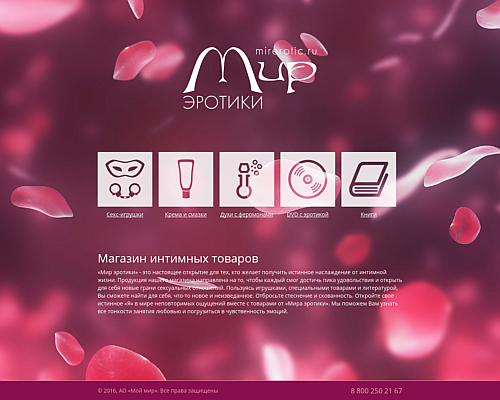 mirerotic.ru
Мир
ЭРОТИКИ
Секс-игрушки
Крема и смазки
Духи с феромонами
DVD с эротикой
Книги
Магазин интимных товаров
«Мир эротики» - это настоящее открытие для тех, кто желает получить истинное наслаждение от интимной
жизни. Продукция нашего магазина направлена на то, чтобы каждый смог достичь пика удовольствия и открыть
для себя новые грани сексуальных отношений. Пользуясь игрушками, специальными товарами и литературой,
Вы сможете найти для себя, что-то новое и неизведанное. Отбросьте стеснение и скованность. Откройте свое
истинное «Я» в мире неповторимых ощущений вместе с товарами от «Мира эротики». Мы поможем Вам узнать
все тонкости занятия любовью и погрузиться в чувственность эмоций.
© 2016, АО «Мой мир». Все права защищены
8 800 250 21 67